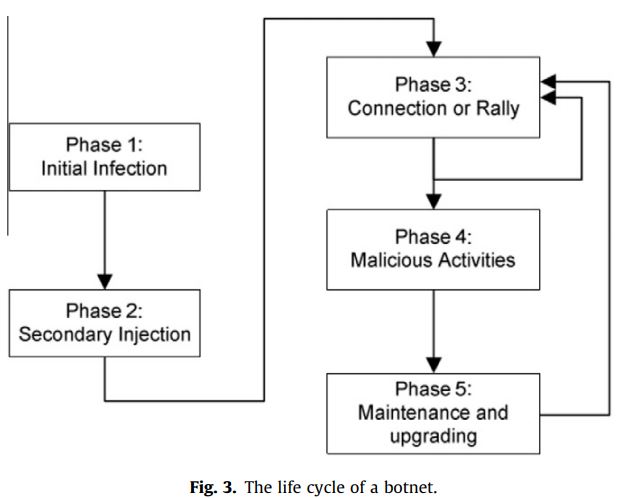 Phase 1:
Initial Infection
Phase 2:
Secondary Injection
Phase 3:
Connection or Rally
Phase 4:
Malicious Activities
Phase 5:
Maintenance and
upgrading
Fig. 3. The life cycle of a botnet.